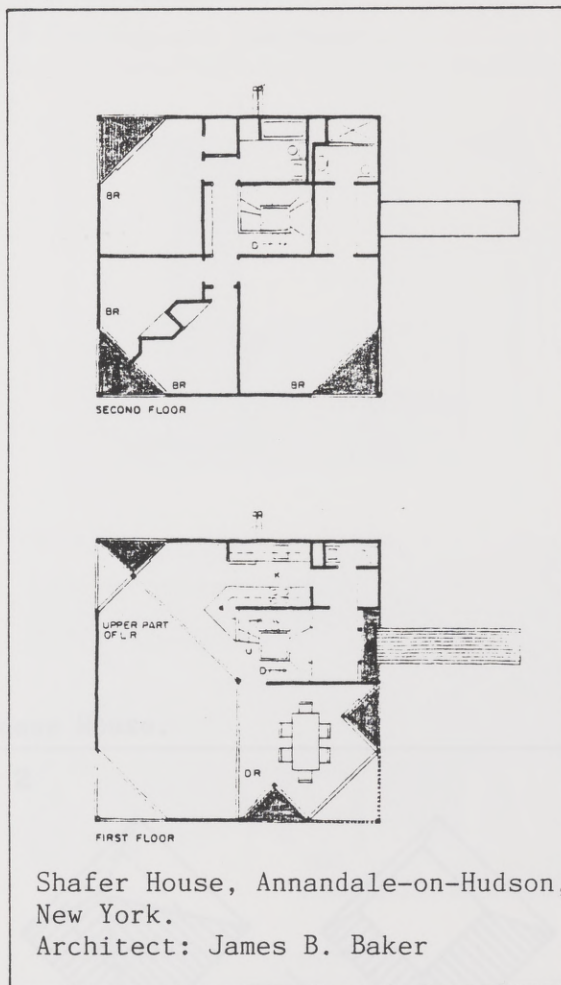 BR
D
BR
BR
BR
SECOND FLOOR
K
UPPER PART
OF L R
U
D
DR
FIRST FLOOR
Shafer House, Annandale-on-Hudson,
New York.
Architect: James B. Baker